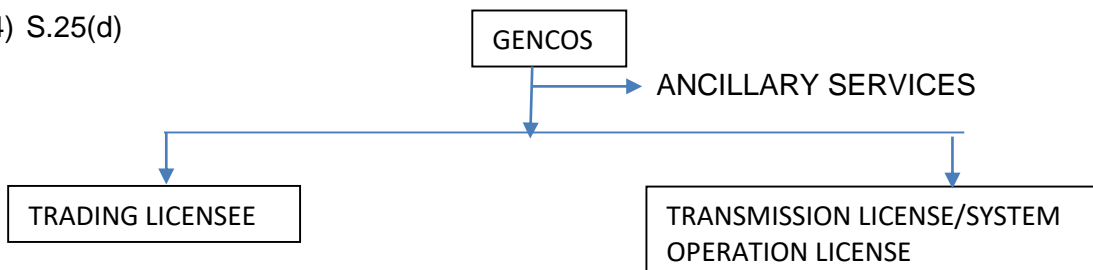 4) S.25(d)
GENCOS
ANCILLARY SERVICES
TRADING LICENSEE
TRANSMISSION LICENSE/SYSTEM
OPERATION LICENSE